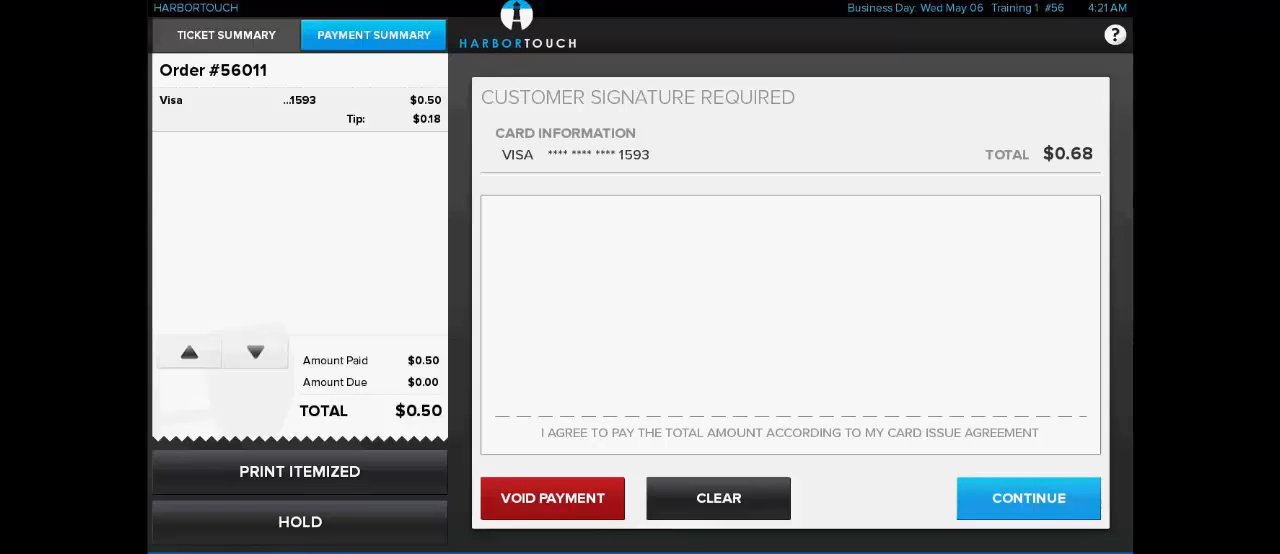 HARBORTOUCH
Business Day: Wed May 06 Training 1 #56 4:21 AM
TICKET SUMMARY
PAYMENT SUMMARY
HARBORTOUCH
?
Order #56011
Visa ...1593 $0.50
Tip: $0.18
Amount Paid $0.50
Amount Due $0.00
TOTAL $0.50
PRINT ITEMIZED
HOLD
CUSTOMER SIGNATURE REQUIRED
CARD INFORMATION
VISA **** **** **** 1593
TOTAL $0.68
I AGREE TO PAY THE TOTAL AMOUNT ACCORDING TO MY CARD ISSUE AGREEMENT
VOID PAYMENT
CLEAR
CONTINUE